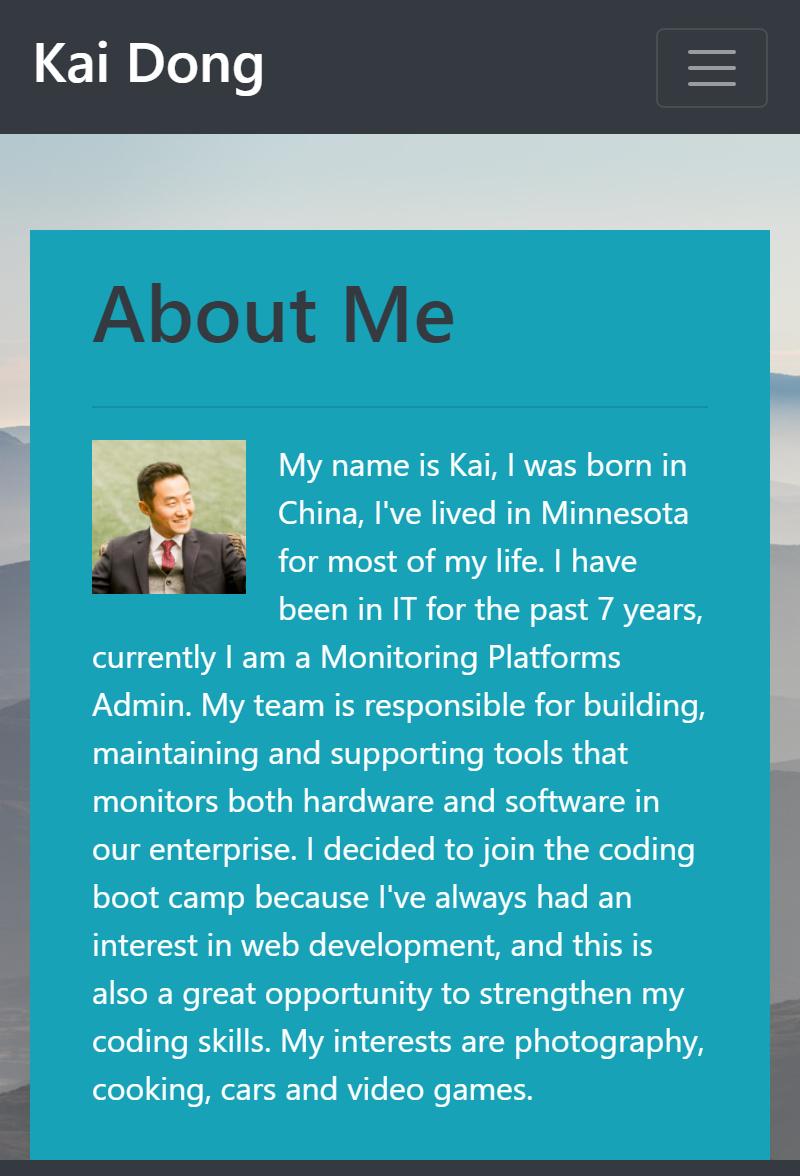 Kai Dong
About Me
My name is Kai, I was born in
China, I've lived in Minnesota
for most of my life. I have
been in IT for the past 7 years,
currently I am a Monitoring Platforms
Admin. My team is responsible for building,
maintaining and supporting tools that
monitors both hardware and software in
our enterprise. I decided to join the coding
boot camp because I've always had an
interest in web development, and this is
also a great opportunity to strengthen my
coding skills. My interests are photography,
cooking, cars and video games.